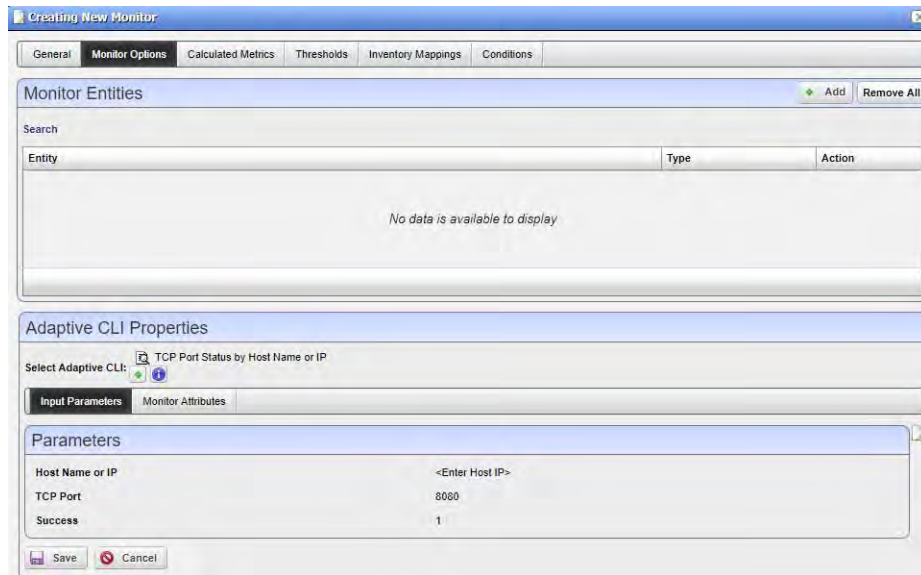 Creating New Monitor
General Monitor Options Calculated Metrics Thresholds Inventory Mappings Conditions
Monitor Entities Add Remove All
Search
Entity Type Action
No data is available to display
Adaptive CLI Properties
Select Adaptive CLI: TCP Port Status by Host Name or IP
Input Parameters Monitor Attributes
Parameters
Host Name or IP <Enter Host IP>
TCP Port 8080
Success 1
Save Cancel